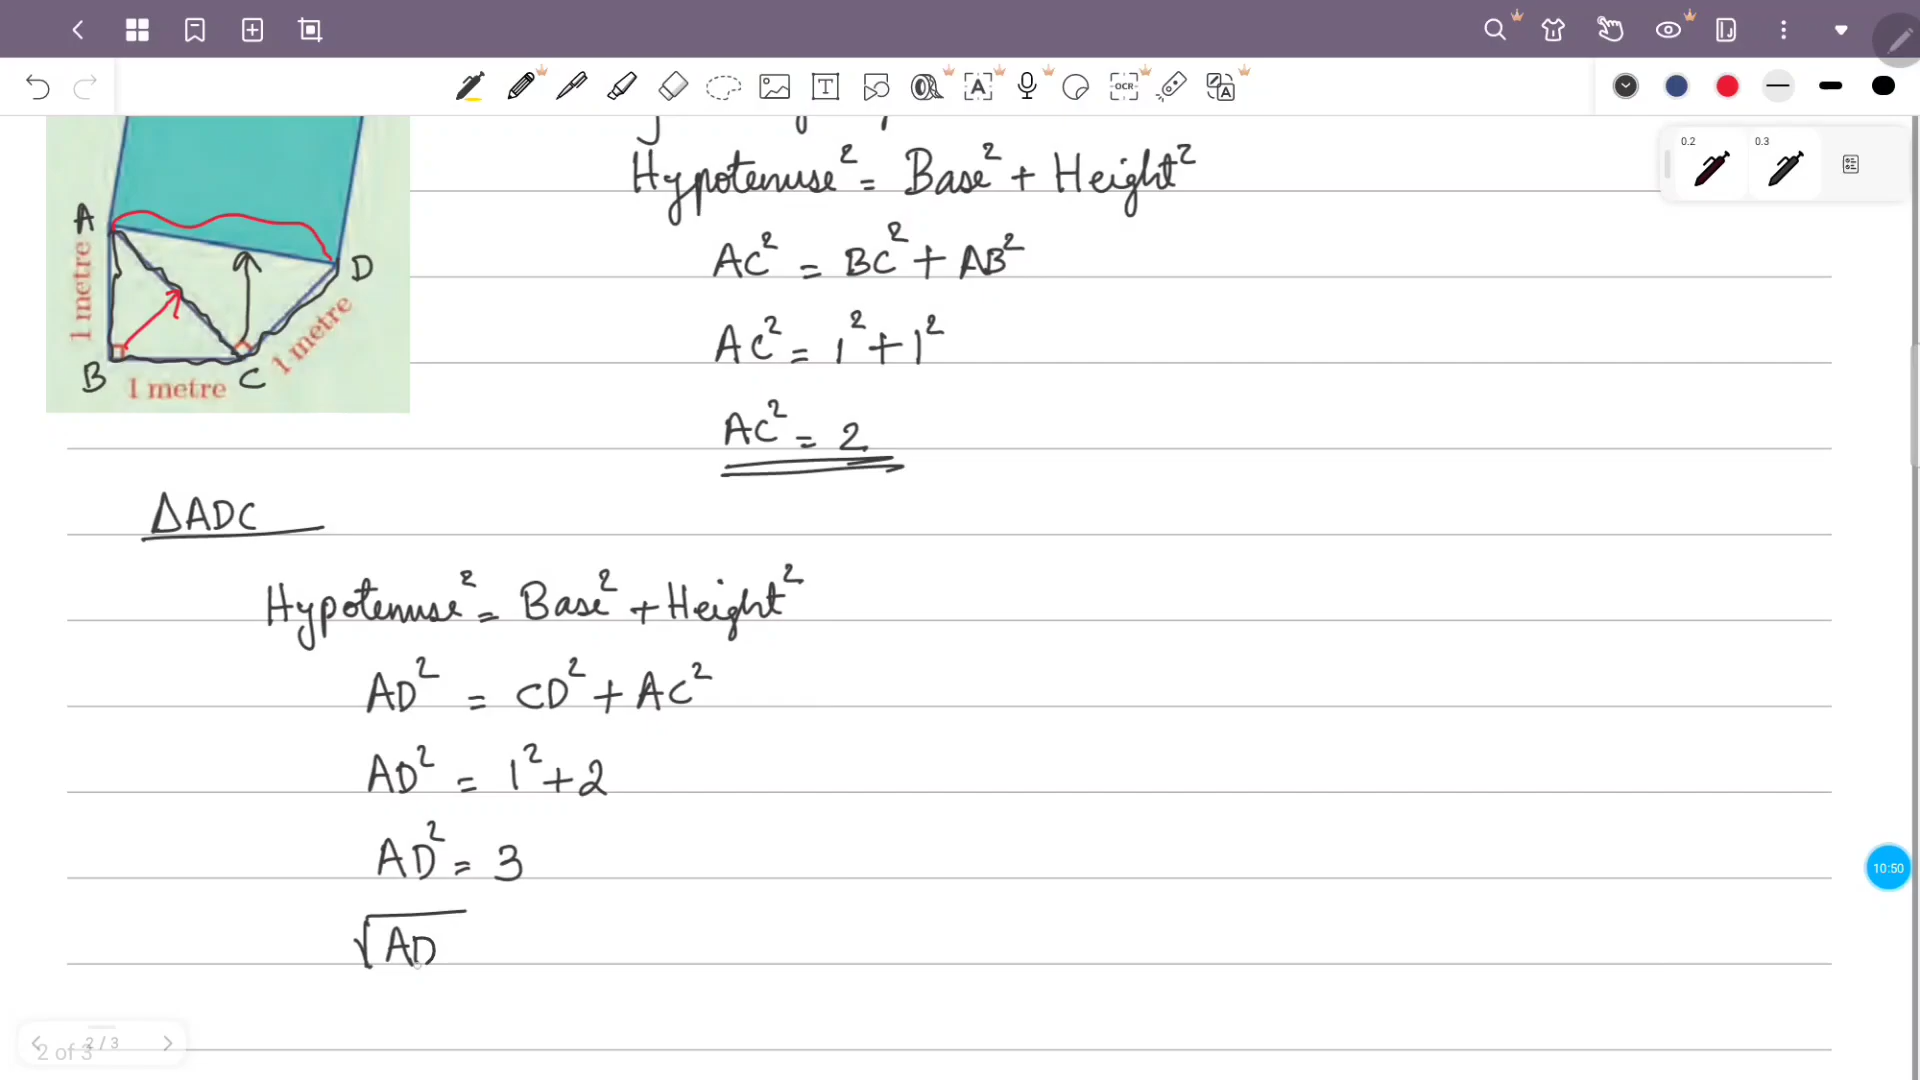 OCR
A
T
A
0.2
0.3
Hypotenuse² = Base² + Height²
A
D
1 metre
1 metre
B
1 metre
C
AC² = BC² + AB²
AC² = 1² + 1²
AC² = 2
ΔADC
Hypotenuse² = Base² + Height²
AD² = CD² + AC²
AD² = 1² + 2
AD² = 3
√AD
10:50
2/3
2 of 3